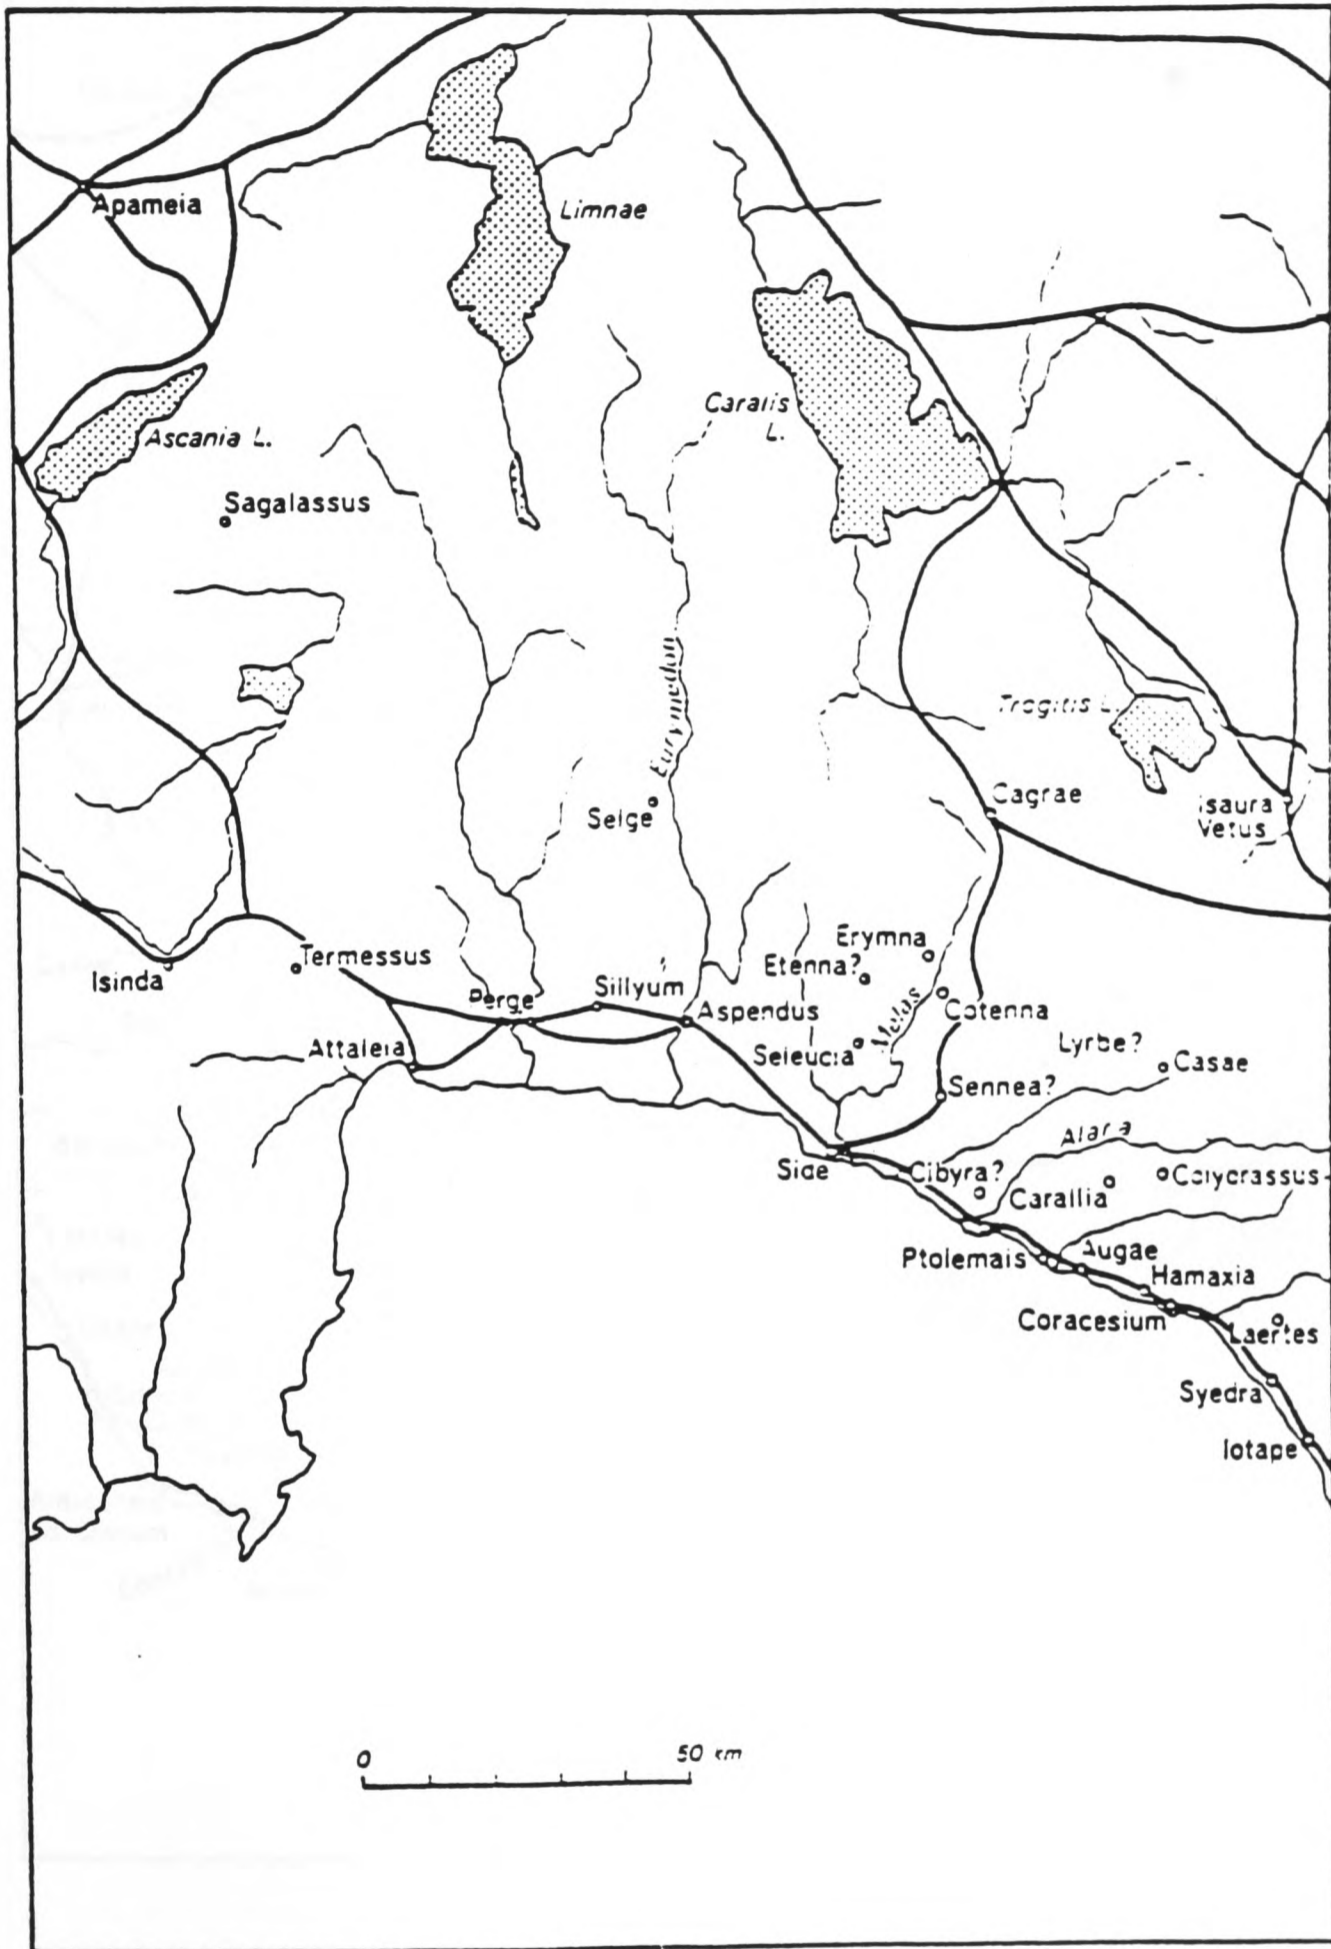 Apameia
Limnae
Caralis
L.
Ascania L.
Sagalassus
Eurymedon
Trogitis L.
Selge
Cagrae
Isaura
Vetus
Erymna
Etenna?
Isinda
Termessus
Perge
Sillyum
Aspendus
Melas
Cotenna
Attaleia
Seleucia
Lyrbe?
Casae
Sennea?
Alara
Side
Cibyra?
Carallia
Colybrassus
Ptolemais
Augae
Hamaxia
Coracesium
Laertes
Syedra
Iotape
0
50 km